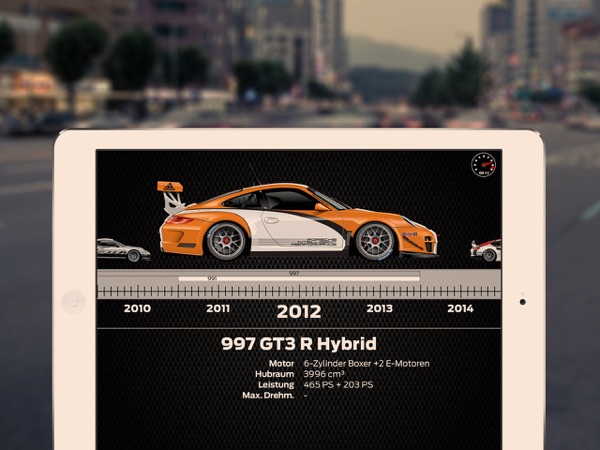 997
991
2010 2011 2012 2013 2014
997 GT3 R Hybrid
Motor 6-Zylinder Boxer +2 E-Motoren
Hubraum 3996 cm³
Leistung 465 PS + 203 PS
Max. Drehm. -